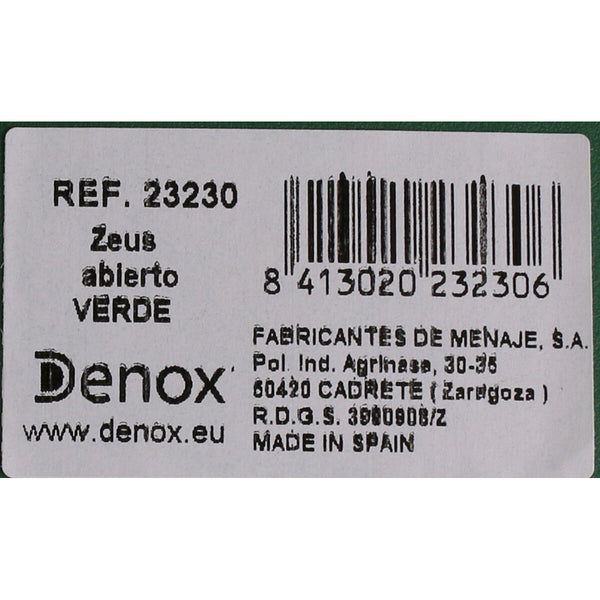 REF. 23230
Zeus
abierto
VERDE
Denox
www.denox.eu
8 413020 232306
FABRICANTES DE MENAJE, S.A.
Pol. Ind. Agrinasa, 30-35
50420 CADRETE ( Zaragoza )
R.D.G.S.
MADE IN SPAIN